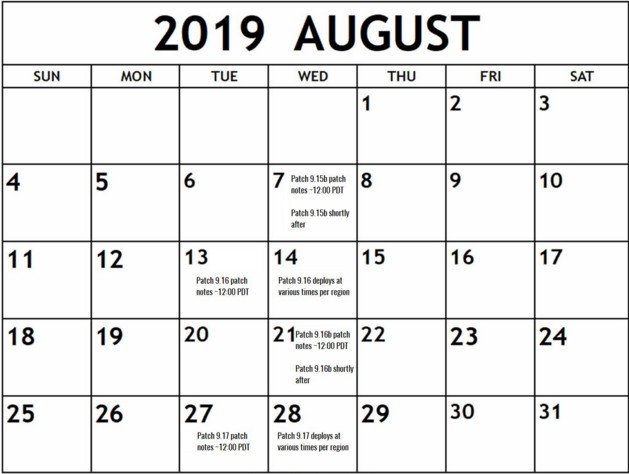 2019 AUGUST
SUN MON TUE WED THU FRI SAT
1 2 3
4 5 6 7 8 9 10
Patch 9.15b patch
notes ~12:00 PDT
Patch 9.15b shortly
after
11 12 13 14 15 16 17
Patch 9.16 patch
notes ~12:00 PDT
Patch 9.16 deploys at
various times per region
18 19 20 21 22 23 24
Patch 9.16b patch
notes ~12:00 PDT
Patch 9.16b shortly
after
25 26 27 28 29 30 31
Patch 9.17 patch
notes ~12:00 PDT
Patch 9.17 deploys at
various times per region